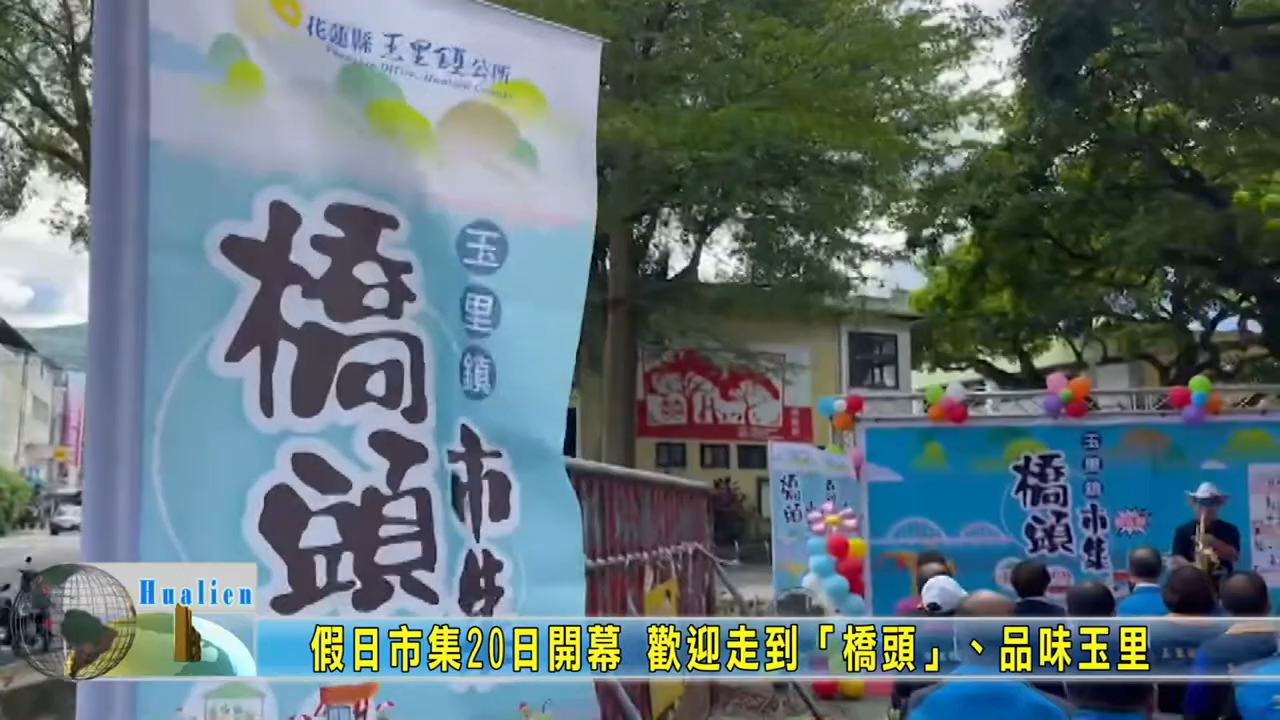 花蓮縣玉里鎮公所
玉里鎮
橋頭
市集
玉里鎮
橋頭
市集
橋頭
Hualien
假日市集20日開幕 歡迎走到「橋頭」、品味玉里